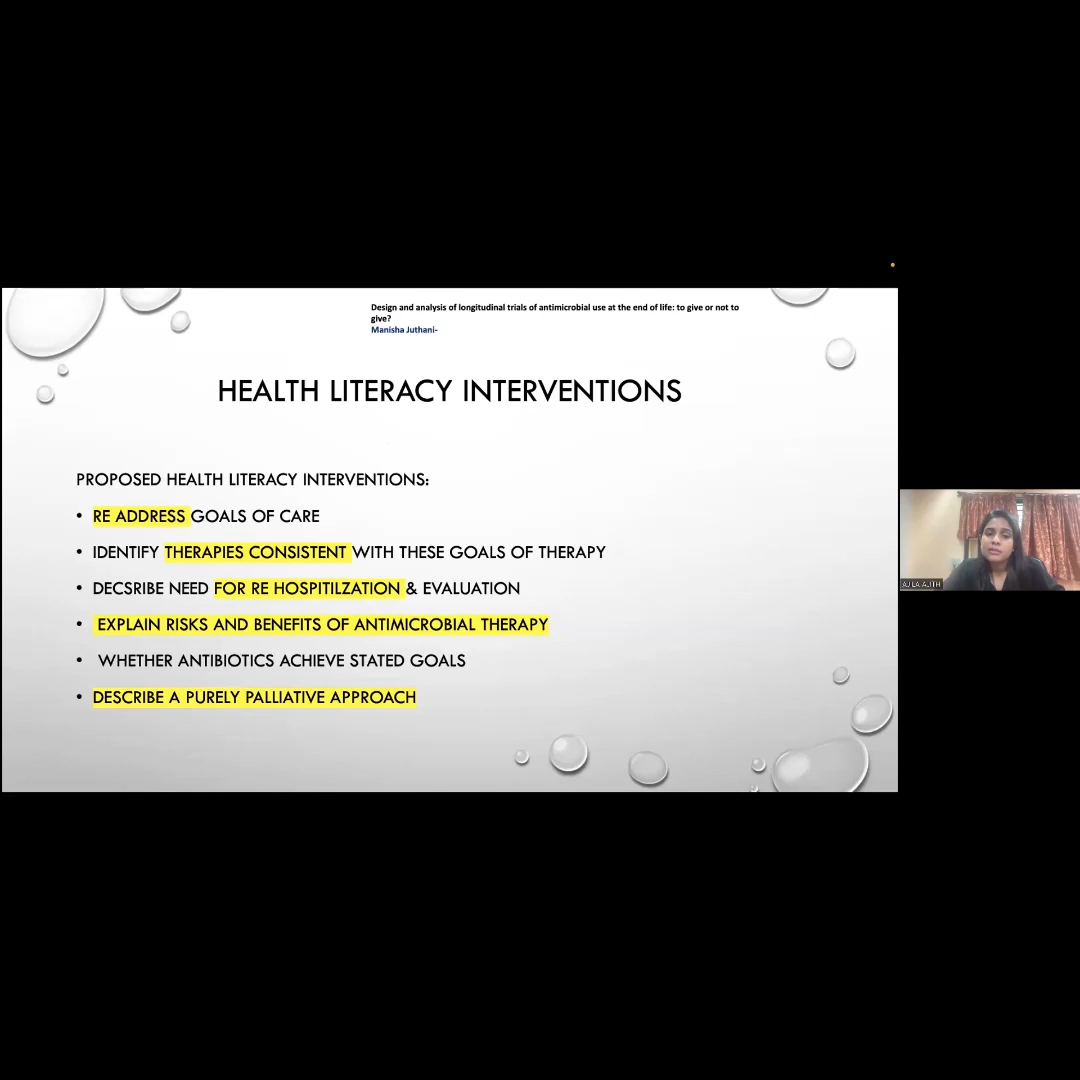 Design and analysis of longitudinal trials of antimicrobial use at the end of life: to give or not to
give?
Manisha Juthani-
HEALTH LITERACY INTERVENTIONS
PROPOSED HEALTH LITERACY INTERVENTIONS:
• RE ADDRESS GOALS OF CARE
• IDENTIFY THERAPIES CONSISTENT WITH THESE GOALS OF THERAPY
• DECSRIBE NEED FOR RE HOSPITILZATION & EVALUATION
• EXPLAIN RISKS AND BENEFITS OF ANTIMICROBIAL THERAPY
• WHETHER ANTIBIOTICS ACHIEVE STATED GOALS
• DESCRIBE A PURELY PALLIATIVE APPROACH
AJILA AJITH